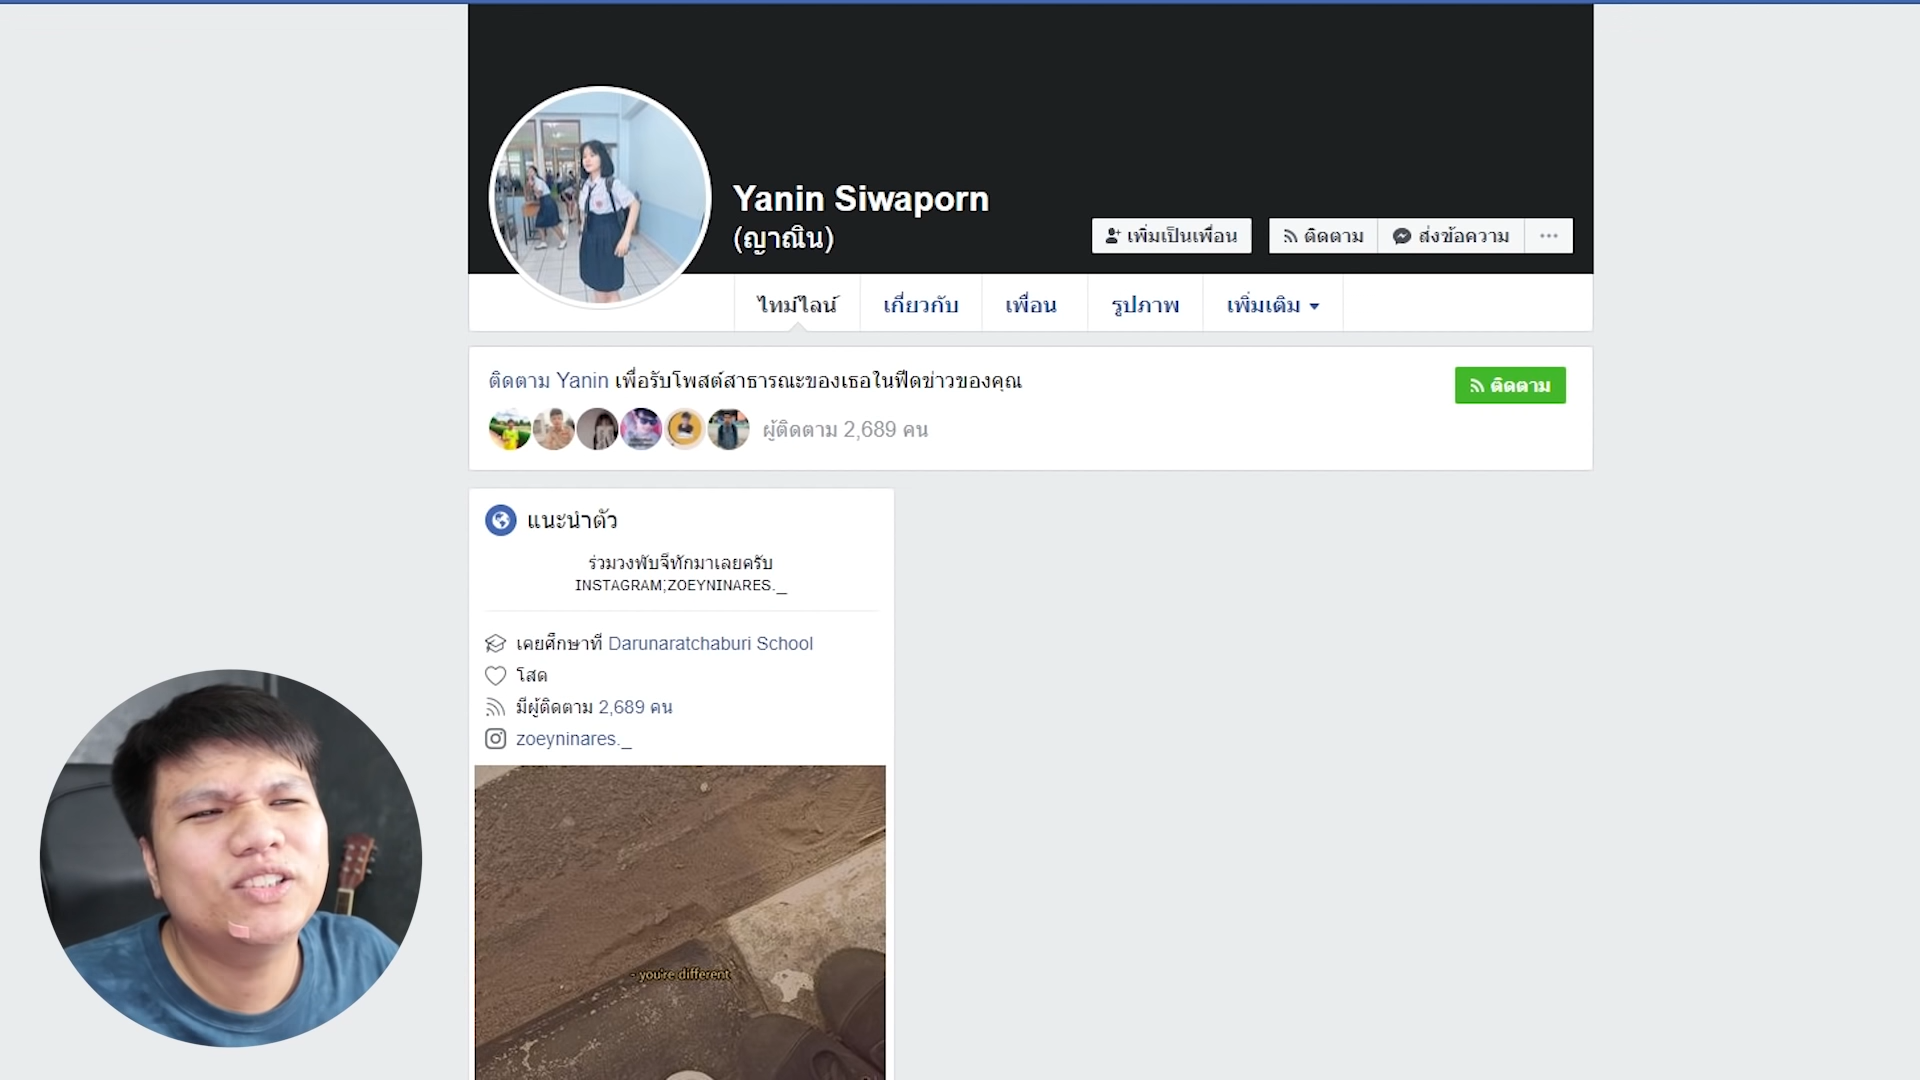 Yanin Siwaporn
(ญาณิน)
เพิ่มเป็นเพื่อน
ติดตาม
ส่งข้อความ
ไทม์ไลน์
เกี่ยวกับ
เพื่อน
รูปภาพ
เพิ่มเติม
ติดตาม Yanin เพื่อรับโพสต์สาธารณะของเธอในฟีดข่าวของคุณ
ติดตาม
ผู้ติดตาม 2,689 คน
แนะนำตัว
ร่วมวงพับจีทักมาเลยครับ
INSTAGRAM;ZOEYNINARES._
เคยศึกษาที่ Darunaratchaburi School
โสด
มีผู้ติดตาม 2,689 คน
zoeyninares._
- you're different